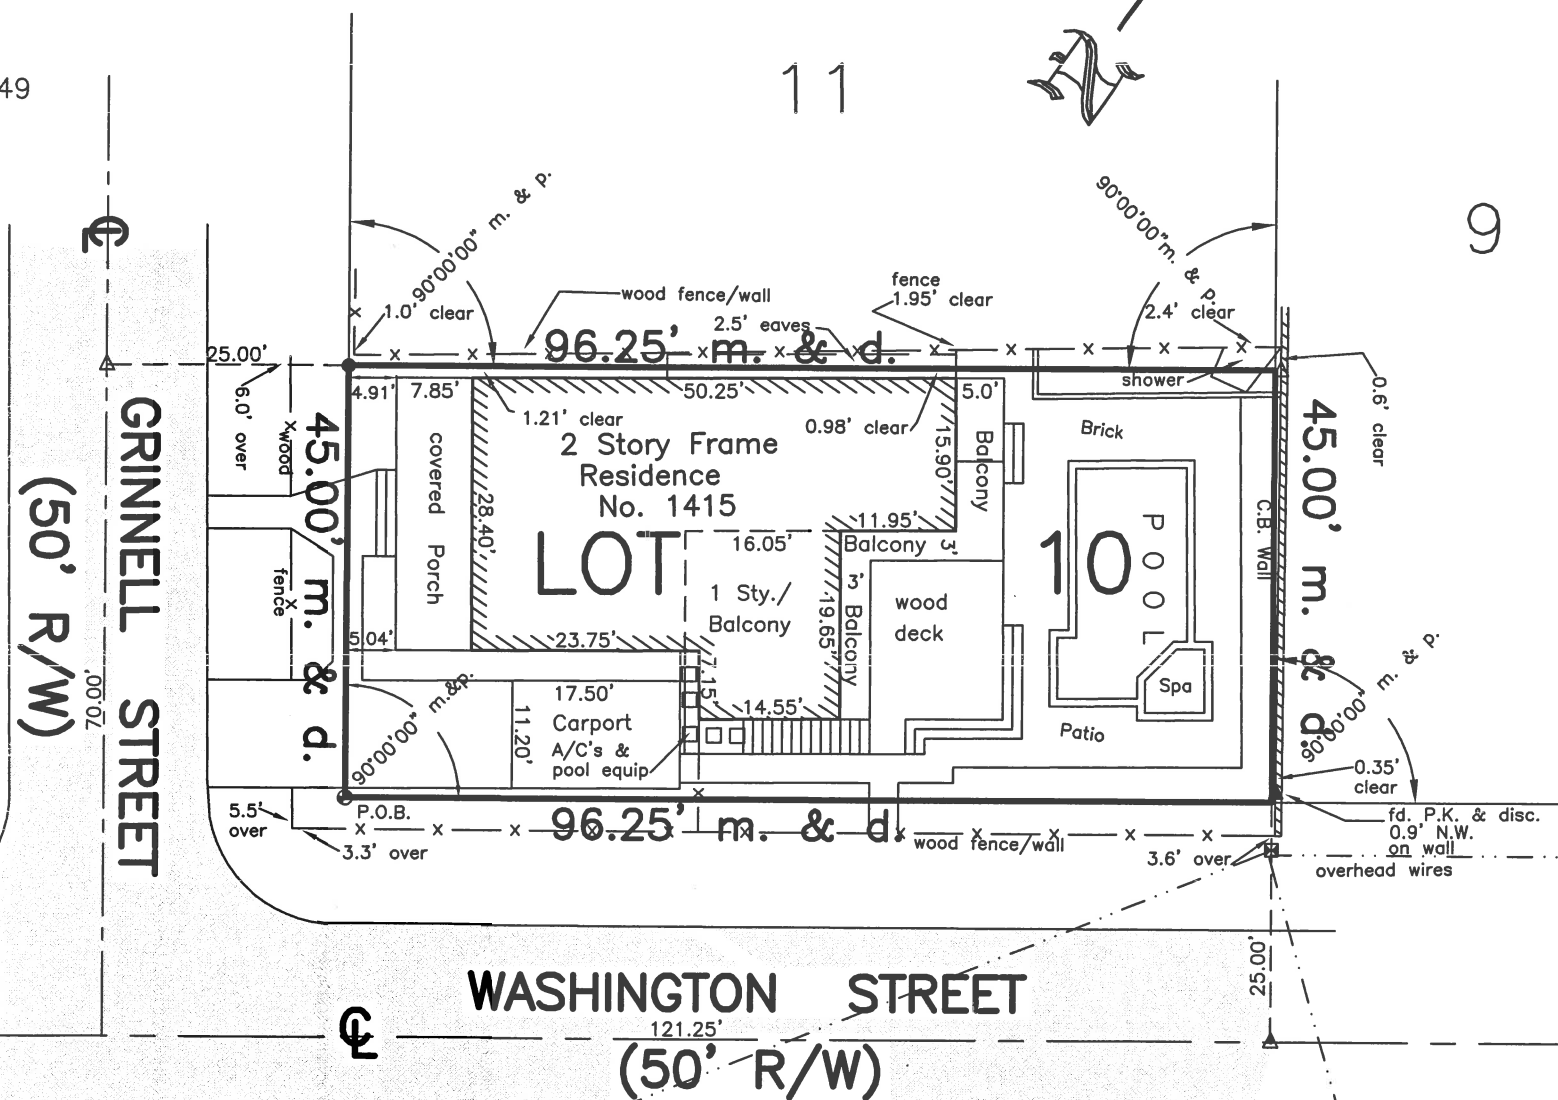 49
11
N
9
℄
90°00'00" m. & p.
90°00'00"m. & p.
fence
1.95' clear
wood fence/wall
1.0' clear
2.5' eaves
2.4' clear
96.25' m. & d.
25.00'
shower
4.91'
7.85'
50.25'
5.0'
0.6' clear
6.0' over
1.21' clear
0.98' clear
Brick
wood
45.00' m. & d.
covered Porch
2 Story Frame
Residence
No. 1415
15.90'
Balcony
45.00' m. & d.
GRINNELL STREET
(50' R/W)
28.40'
LOT 10
11.95'
16.05'
Balcony 3'
C.B. Wall
POOL
fence
1 Sty./
Balcony
3' Balcony
19.65'
wood
deck
5.04'
23.75'
7.15'
70.00'
90°00'00" m.&p.
17.50'
Carport
11.20'
A/C's &
pool equip
14.55'
Spa
Patio
90°00'00" m. & p.
0.35'
clear
5.5'
over
P.O.B.
96.25' m. & d.
fd. P.K. & disc.
0.9' N.W.
on wall
3.3' over
wood fence/wall
3.6' over
overhead wires
25.00'
WASHINGTON STREET
℄
121.25'
(50' R/W)